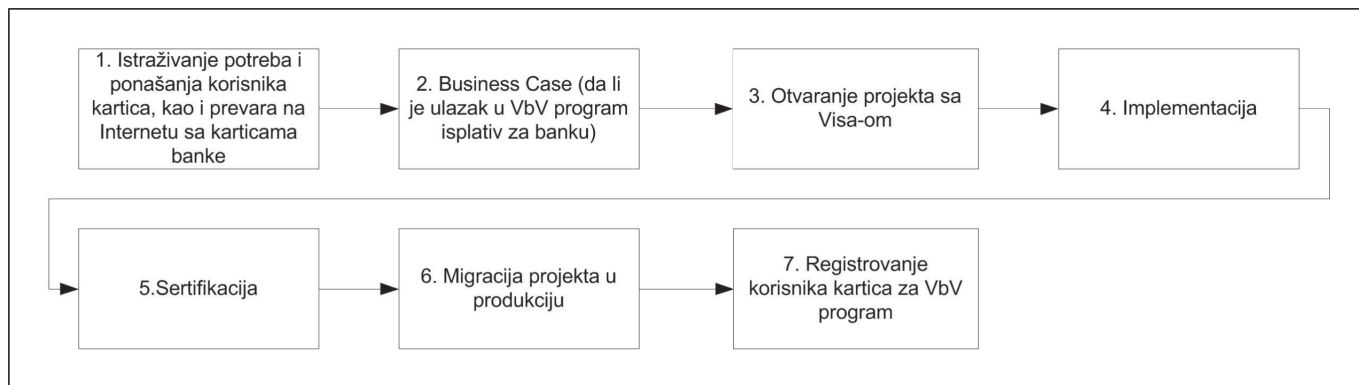 1. Istraživanje potreba i
ponašanja korisnika
kartica, kao i prevara na
Internetu sa karticama
banke
2. Business Case (da li
je ulazak u VbV program
isplativ za banku)
3. Otvaranje projekta sa
Visa-om
4. Implementacija
5.Sertifikacija
6. Migracija projekta u
produkciju
7. Registrovanje
korisnika kartica za VbV
program